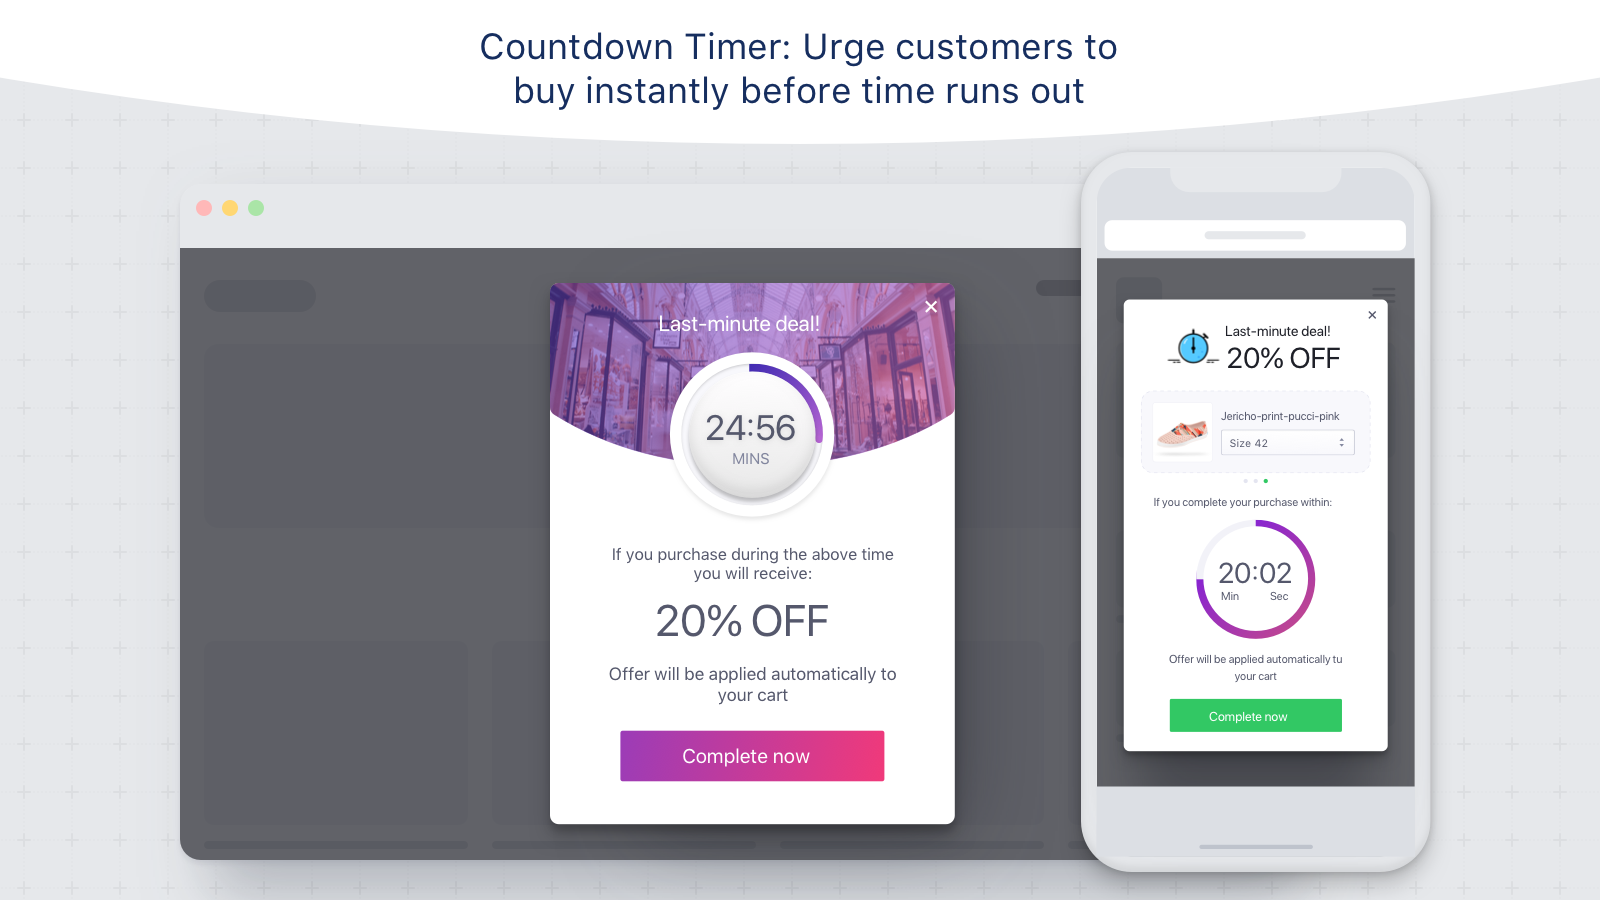 Countdown Timer: Urge customers to
buy instantly before time runs out
Last-minute deal!
24:56
MINS
If you purchase during the above time
you will receive:
20% OFF
Offer will be applied automatically to
your cart
Complete now
Last-minute deal!
20% OFF
Jericho-print-pucci-pink
Size 42
If you complete your purchase within:
20:02
Min Sec
Offer will be applied automatically tu
your cart
Complete now